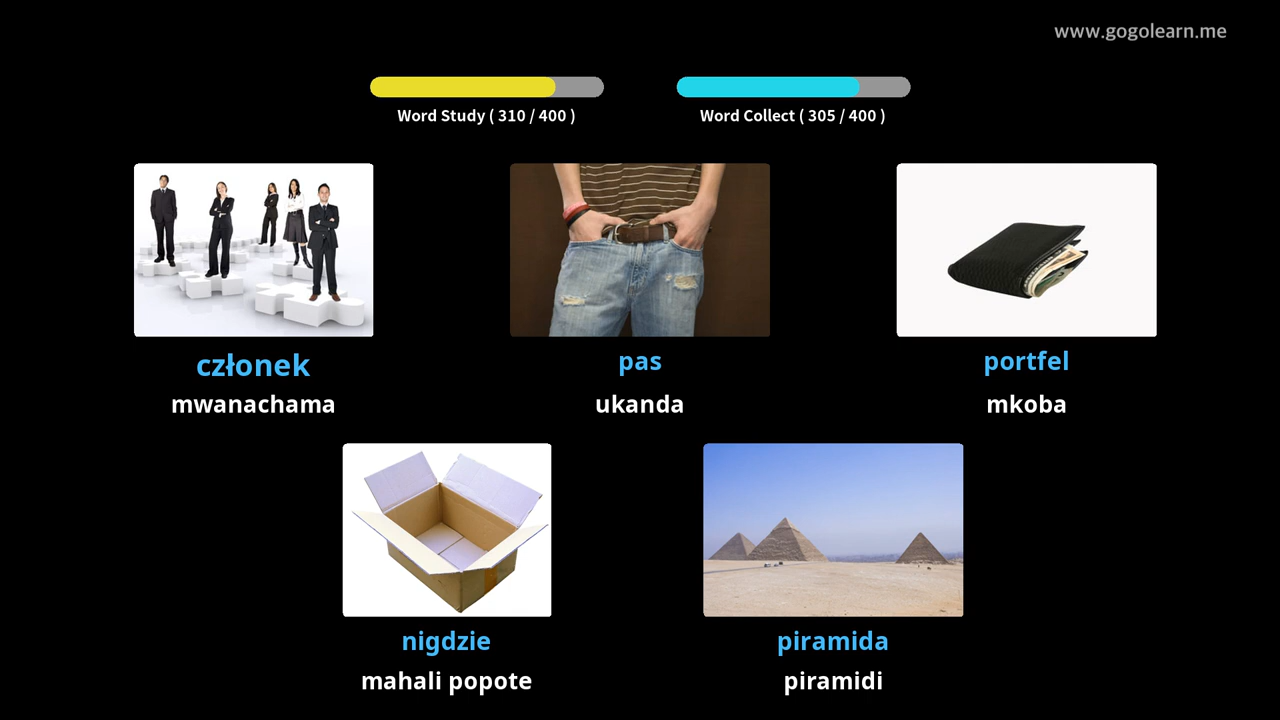 www.gogolearn.me
Word Study ( 310 / 400 )
Word Collect ( 305 / 400 )
członek
mwanachama
pas
ukanda
portfel
mkoba
nigdzie
mahali popote
piramida
piramidi